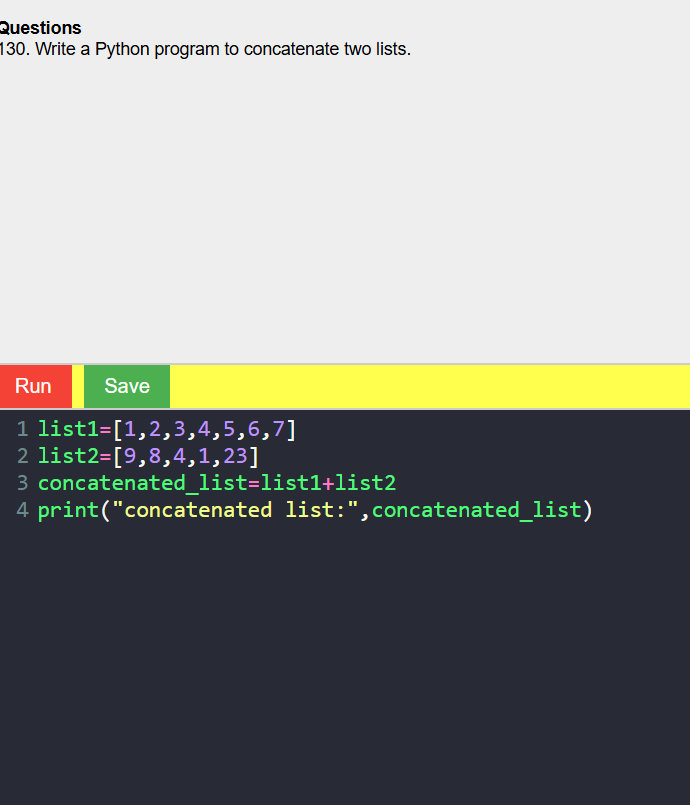 Questions
130. Write a Python program to concatenate two lists.
Run Save
1 list1=[1,2,3,4,5,6,7]
2 list2=[9,8,4,1,23]
3 concatenated_list=list1+list2
4 print("concatenated list:",concatenated_list)